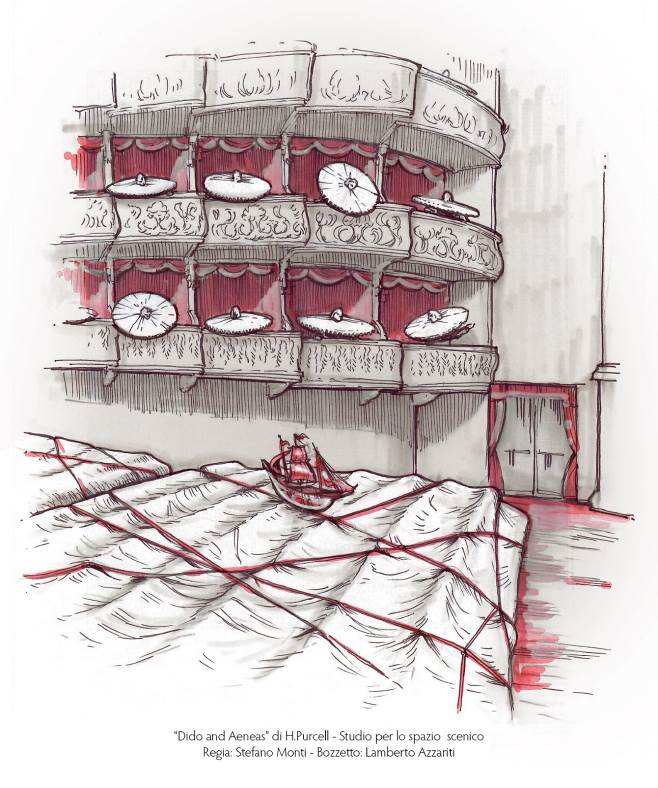 "Dido and Aeneas" di H.Purcell - Studio per lo spazio scenico
Regia: Stefano Monti - Bozzetto: Lamberto Azzariti